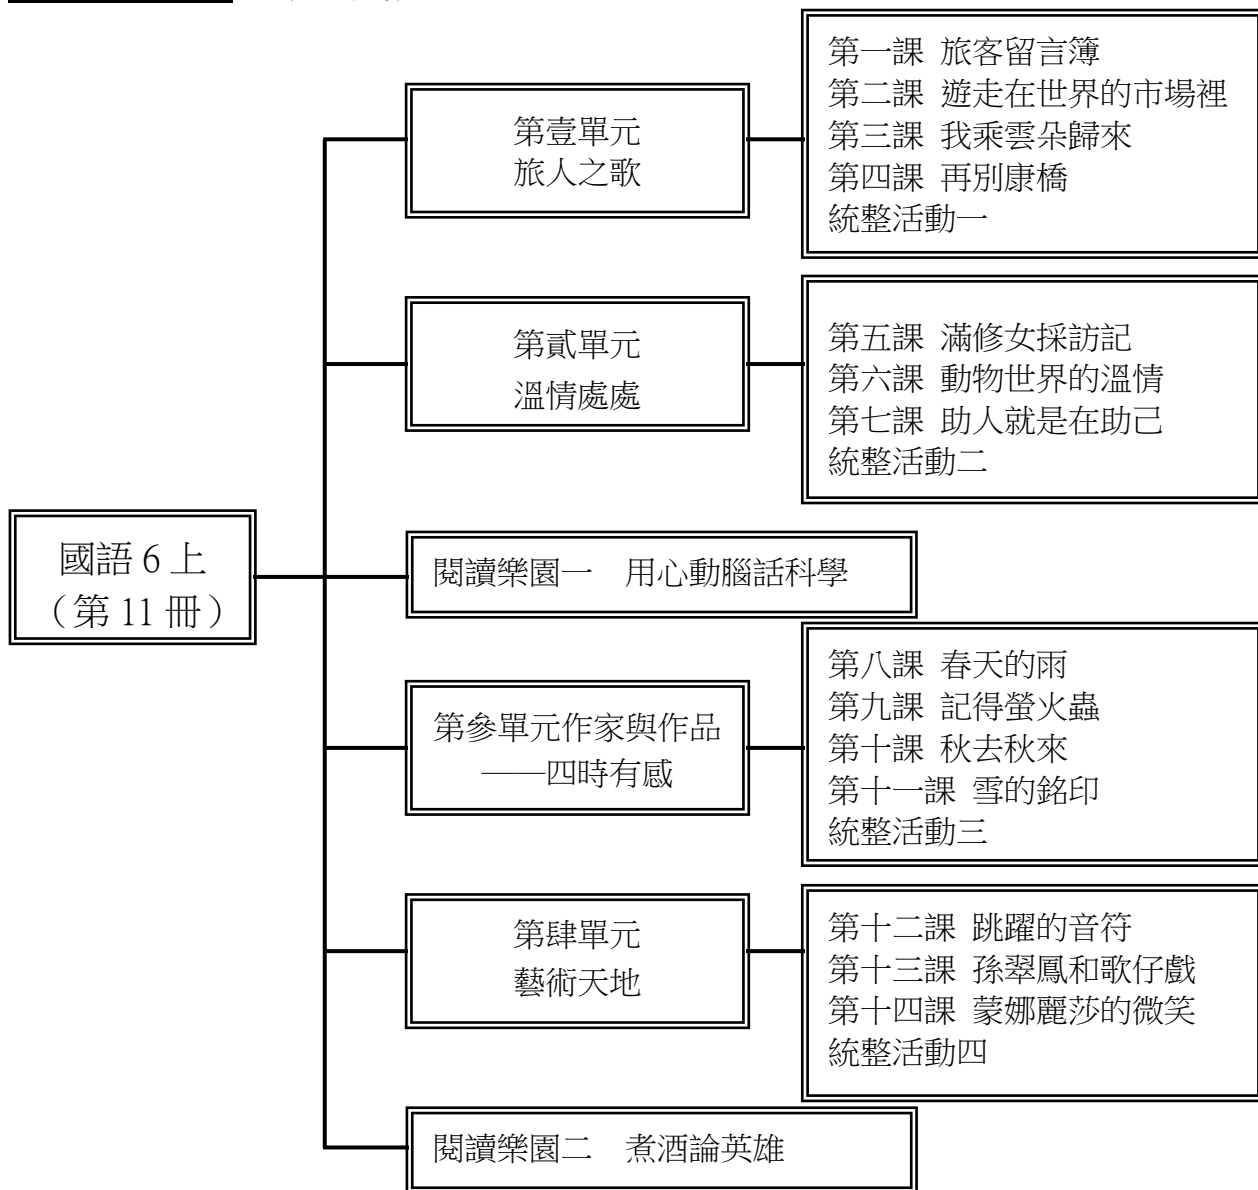 國語 6 上
（第 11 冊）
第壹單元
旅人之歌
第一課 旅客留言簿
第二課 遊走在世界的市場裡
第三課 我乘雲朵歸來
第四課 再別康橋
統整活動一
第貳單元
溫情處處
第五課 滿修女採訪記
第六課 動物世界的溫情
第七課 助人就是在助己
統整活動二
閱讀樂園一　用心動腦話科學
第參單元作家與作品
——四時有感
第八課 春天的雨
第九課 記得螢火蟲
第十課 秋去秋來
第十一課 雪的銘印
統整活動三
第肆單元
藝術天地
第十二課 跳躍的音符
第十三課 孫翠鳳和歌仔戲
第十四課 蒙娜麗莎的微笑
統整活動四
閱讀樂園二　煮酒論英雄